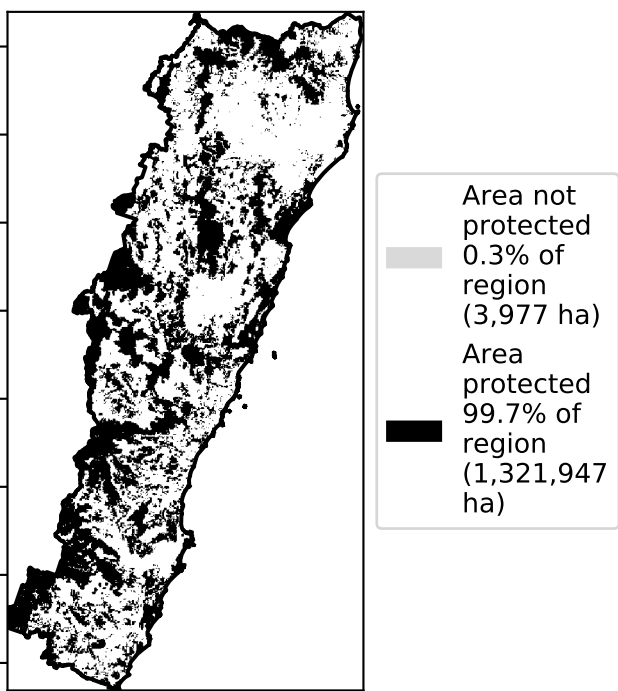 Area not
protected
0.3% of
region
(3,977 ha)
Area
protected
99.7% of
region
(1,321,947
ha)